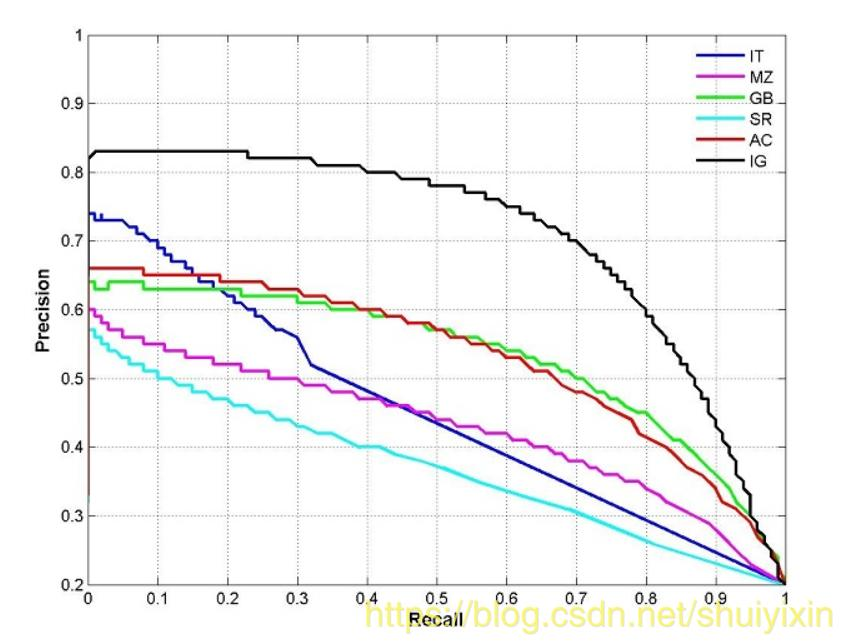 1
0.9
0.8
0.7
0.6
0.5
0.4
0.3
0.2
Precision
IT
MZ
GB
SR
AC
IG
0 0.1 0.2 0.3 0.4 0.5 0.6 0.7 0.8 0.9 1
Recall
https://blog.csdn.net/shuiyixin